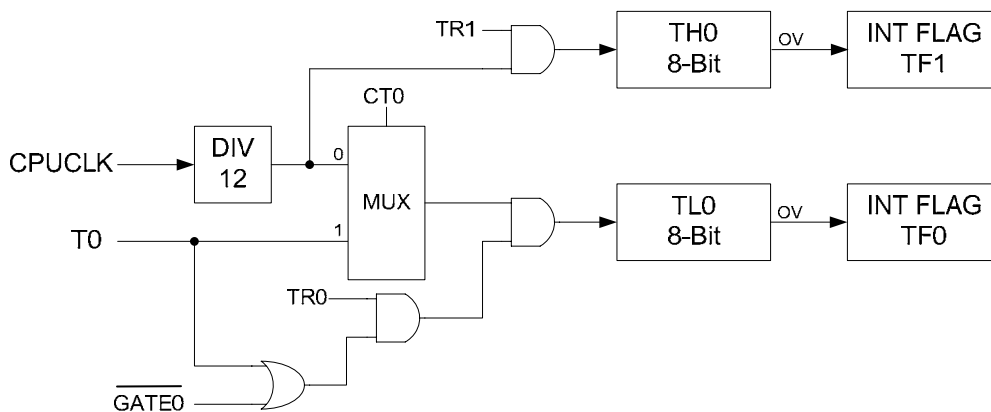 TR1
TH0
8-Bit
OV
INT FLAG
TF1
CT0
CPUCLK
DIV
12
0
MUX
1
T0
TL0
8-Bit
OV
INT FLAG
TF0
TR0
GATE0